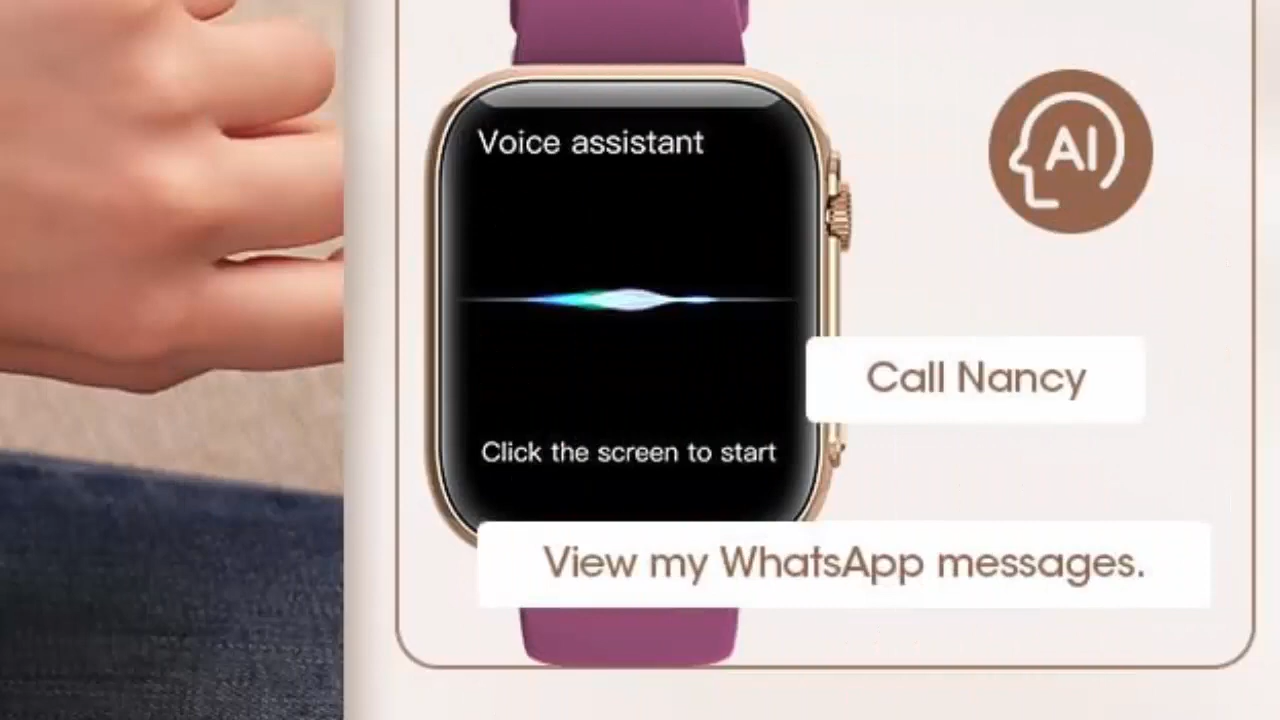 Voice assistant
AI
Call Nancy
Click the screen to start
View my WhatsApp messages.